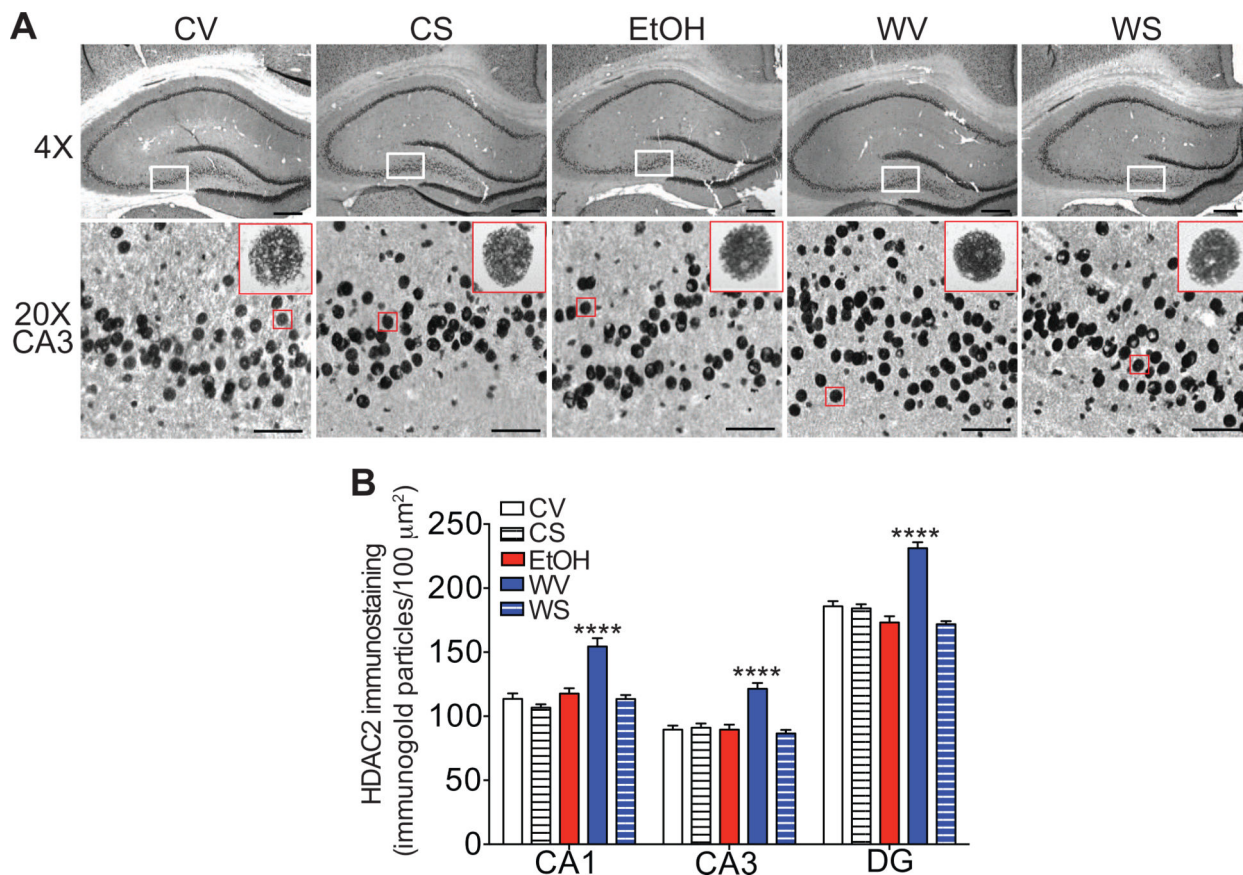 A
CV CS EtOH WV WS
4X
20X
CA3
B
HDAC2 immunostaining
(immunogold particles/100 μm²)
CV
CS
EtOH
WV
WS
250
200
150
100
50
0
****
****
****
CA1 CA3 DG